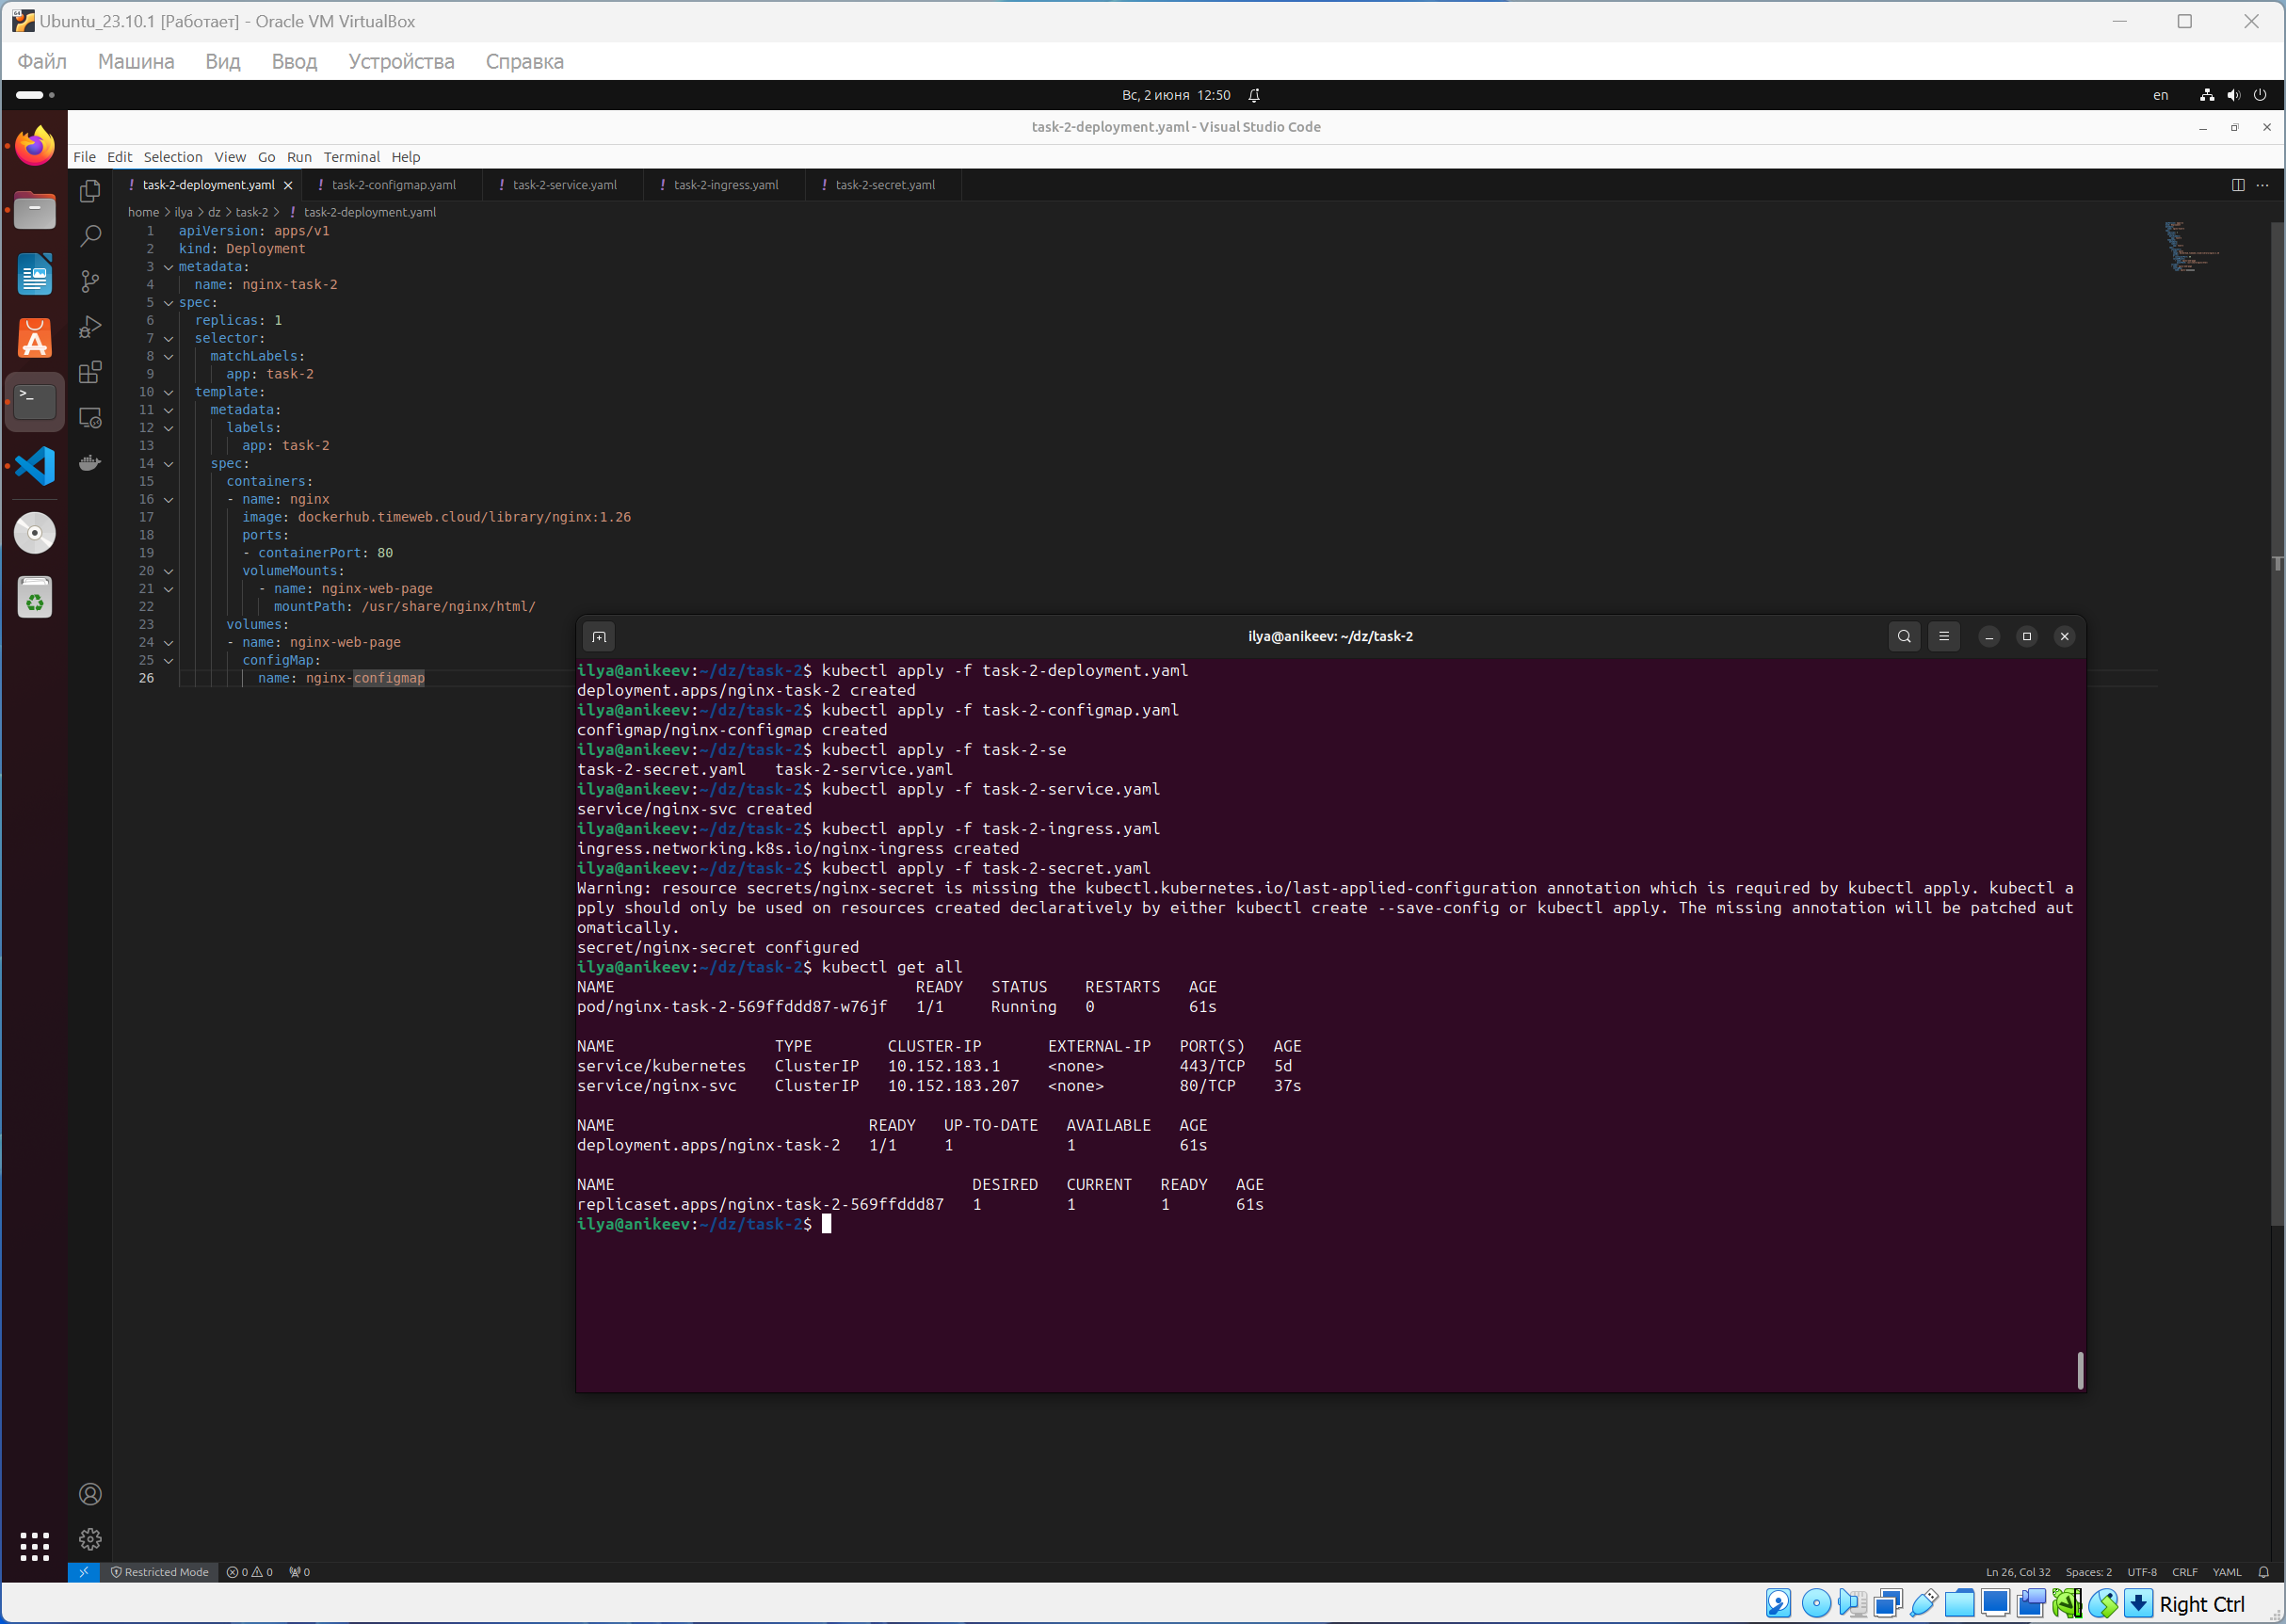 Ubuntu_23.10.1 [Работает] - Oracle VM VirtualBox
Файл Машина Вид Ввод Устройства Справка
Вс, 2 июня 12:50
en
task-2-deployment.yaml - Visual Studio Code
File Edit Selection View Go Run Terminal Help
! task-2-deployment.yaml ! task-2-configmap.yaml ! task-2-service.yaml ! task-2-ingress.yaml ! task-2-secret.yaml
home > ilya > dz > task-2 > ! task-2-deployment.yaml
1 apiVersion: apps/v1
2 kind: Deployment
3 metadata:
4 name: nginx-task-2
5 spec:
6 replicas: 1
7 selector:
8 matchLabels:
9 app: task-2
10 template:
11 metadata:
12 labels:
13 app: task-2
14 spec:
15 containers:
16 - name: nginx
17 image: dockerhub.timeweb.cloud/library/nginx:1.26
18 ports:
19 - containerPort: 80
20 volumeMounts:
21 - name: nginx-web-page
22 mountPath: /usr/share/nginx/html/
23 volumes:
24 - name: nginx-web-page
25 configMap:
26 name: nginx-configmap
ilya@anikeev: ~/dz/task-2
ilya@anikeev:~/dz/task-2$ kubectl apply -f task-2-deployment.yaml
deployment.apps/nginx-task-2 created
ilya@anikeev:~/dz/task-2$ kubectl apply -f task-2-configmap.yaml
configmap/nginx-configmap created
ilya@anikeev:~/dz/task-2$ kubectl apply -f task-2-se
task-2-secret.yaml task-2-service.yaml
ilya@anikeev:~/dz/task-2$ kubectl apply -f task-2-service.yaml
service/nginx-svc created
ilya@anikeev:~/dz/task-2$ kubectl apply -f task-2-ingress.yaml
ingress.networking.k8s.io/nginx-ingress created
ilya@anikeev:~/dz/task-2$ kubectl apply -f task-2-secret.yaml
Warning: resource secrets/nginx-secret is missing the kubectl.kubernetes.io/last-applied-configuration annotation which is required by kubectl apply. kubectl a
pply should only be used on resources created declaratively by either kubectl create --save-config or kubectl apply. The missing annotation will be patched aut
omatically.
secret/nginx-secret configured
ilya@anikeev:~/dz/task-2$ kubectl get all
NAME READY STATUS RESTARTS AGE
pod/nginx-task-2-569ffddd87-w76jf 1/1 Running 0 61s
NAME TYPE CLUSTER-IP EXTERNAL-IP PORT(S) AGE
service/kubernetes ClusterIP 10.152.183.1 <none> 443/TCP 5d
service/nginx-svc ClusterIP 10.152.183.207 <none> 80/TCP 37s
NAME READY UP-TO-DATE AVAILABLE AGE
deployment.apps/nginx-task-2 1/1 1 1 61s
NAME DESIRED CURRENT READY AGE
replicaset.apps/nginx-task-2-569ffddd87 1 1 1 61s
ilya@anikeev:~/dz/task-2$
Restricted Mode 0 0 0 Ln 26, Col 32 Spaces: 2 UTF-8 CRLF YAML
Right Ctrl